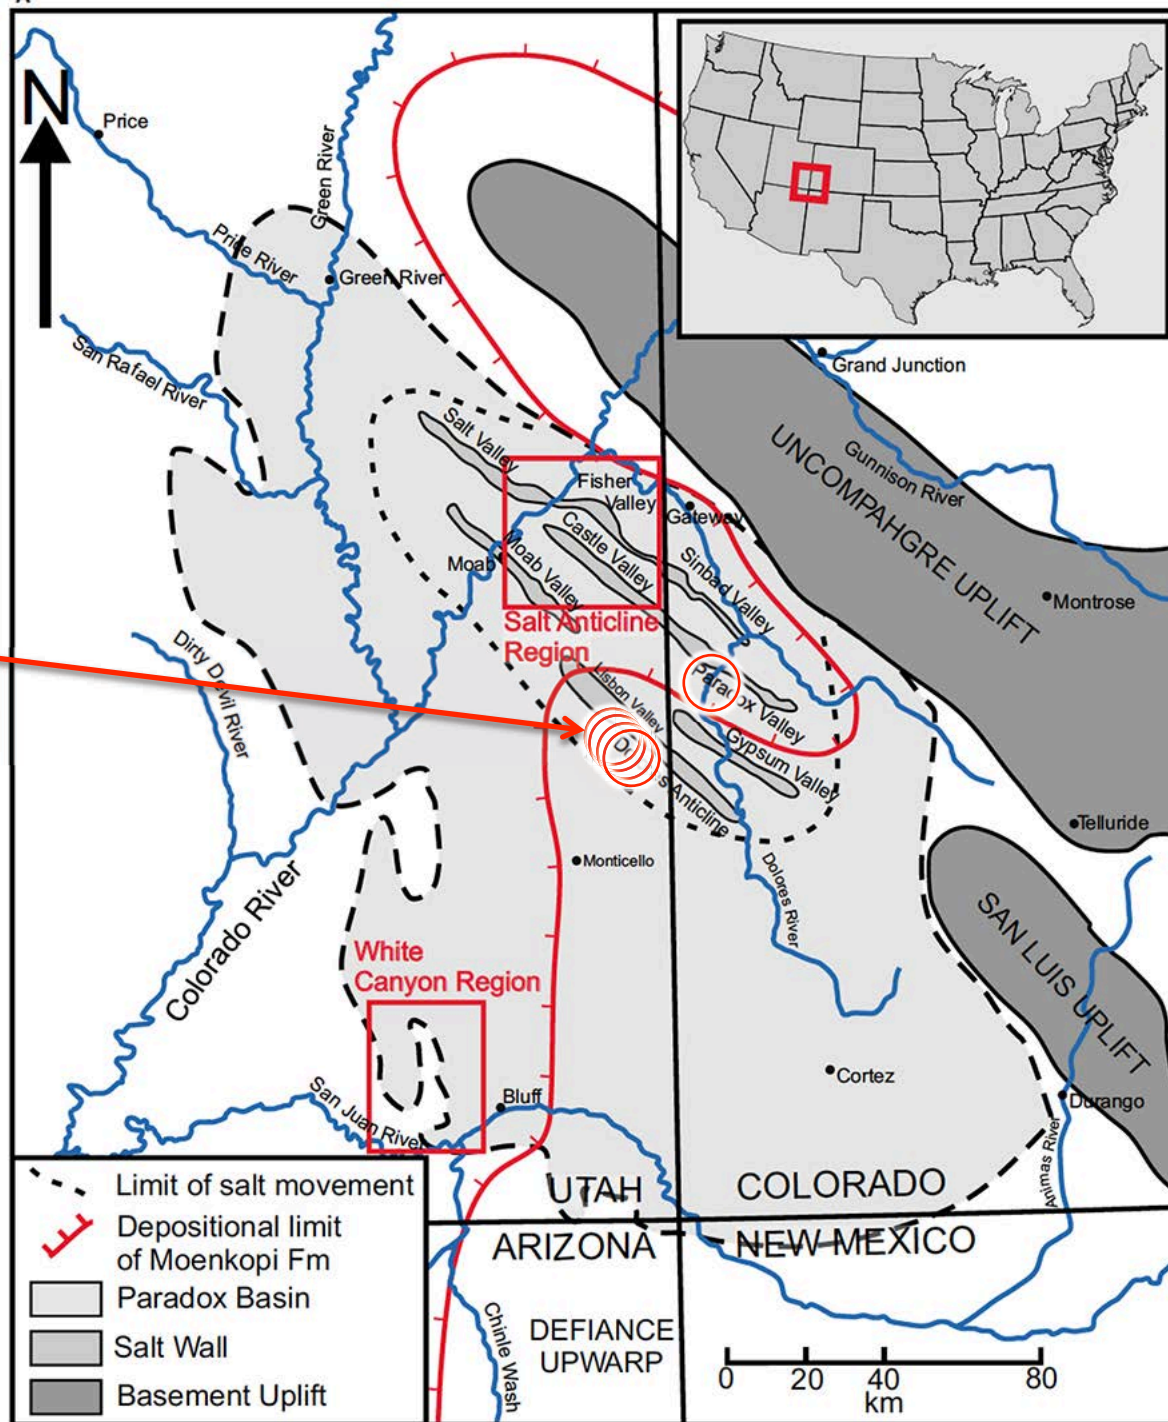 N
Price
Green River
Price River
Green River
San Rafael River
Grand Junction
Gunnison River
UNCOMPAHGRE UPLIFT
Salt Valley
Fisher
Valley
Gateway
Castle Valley
Moab Valley
Moab
Sinbad Valley
Montrose
Salt Anticline
Region
Dirty Devil River
Lisbon Valley
Paradox Valley
Gypsum Valley
Anticline
Telluride
Monticello
Dolores River
Colorado River
SAN LUIS UPLIFT
White
Canyon Region
Cortez
San Juan River
Bluff
Durango
Animas River
UTAH
COLORADO
ARIZONA
NEW MEXICO
DEFIANCE
UPWARP
Chinle Wash
Limit of salt movement
Depositional limit
of Moenkopi Fm
Paradox Basin
Salt Wall
Basement Uplift
0 20 40 80
km